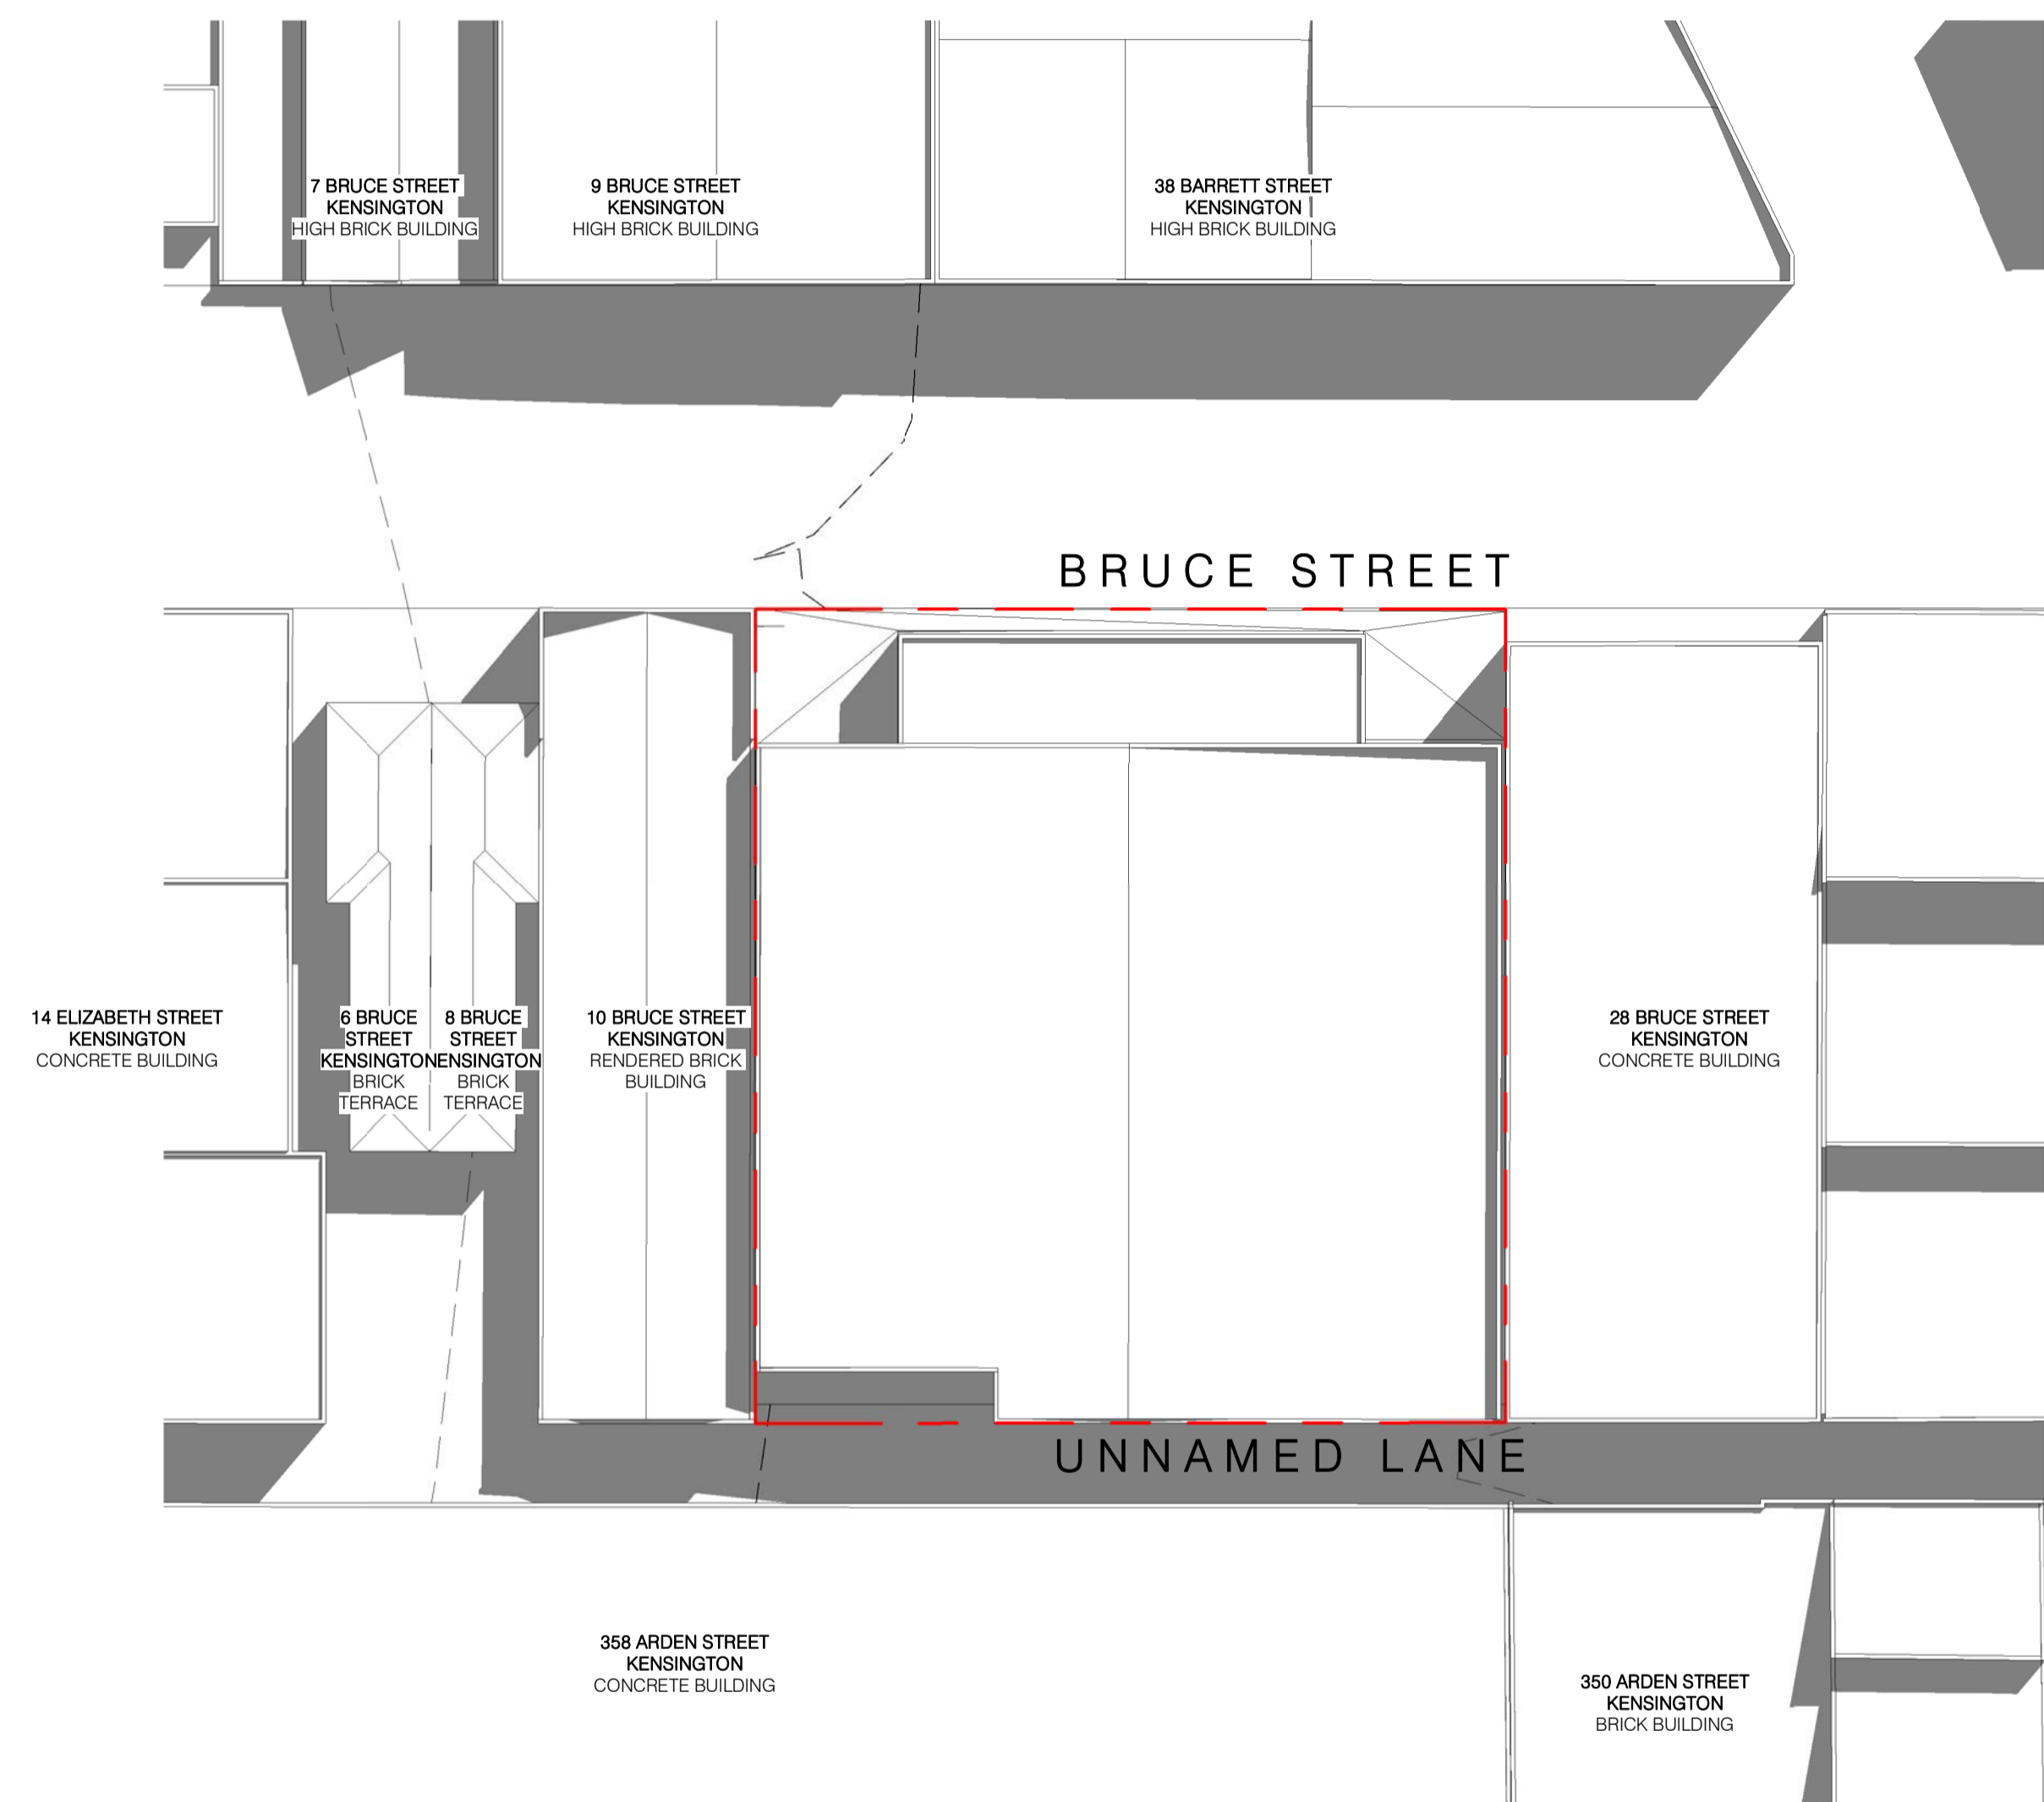 7 BRUCE STREET
KENSINGTON
HIGH BRICK BUILDING
9 BRUCE STREET
KENSINGTON
HIGH BRICK BUILDING
38 BARRETT STREET
KENSINGTON
HIGH BRICK BUILDING
BRUCE STREET
14 ELIZABETH STREET
KENSINGTON
CONCRETE BUILDING
6 BRUCE
STREET
KENSINGTON
BRICK
TERRACE
8 BRUCE
STREET
ENSINGTON
BRICK
TERRACE
10 BRUCE STREET
KENSINGTON
RENDERED BRICK
BUILDING
28 BRUCE STREET
KENSINGTON
CONCRETE BUILDING
UNNAMED LANE
358 ARDEN STREET
KENSINGTON
CONCRETE BUILDING
350 ARDEN STREET
KENSINGTON
BRICK BUILDING